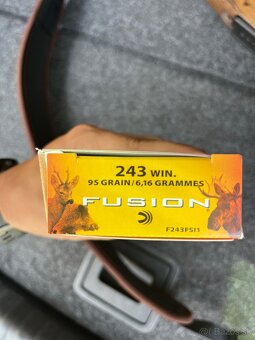 243 WIN.
95 GRAIN/6,16 GRAMMES
FUSION
F243FS1